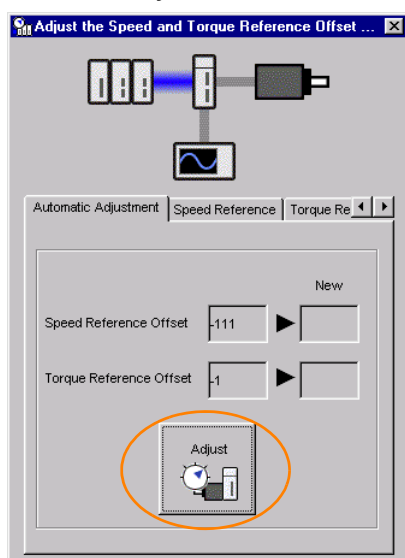 Adjust the Speed and Torque Reference Offset ...
Automatic Adjustment Speed Reference Torque Re
New
Speed Reference Offset -111
Torque Reference Offset -1
Adjust